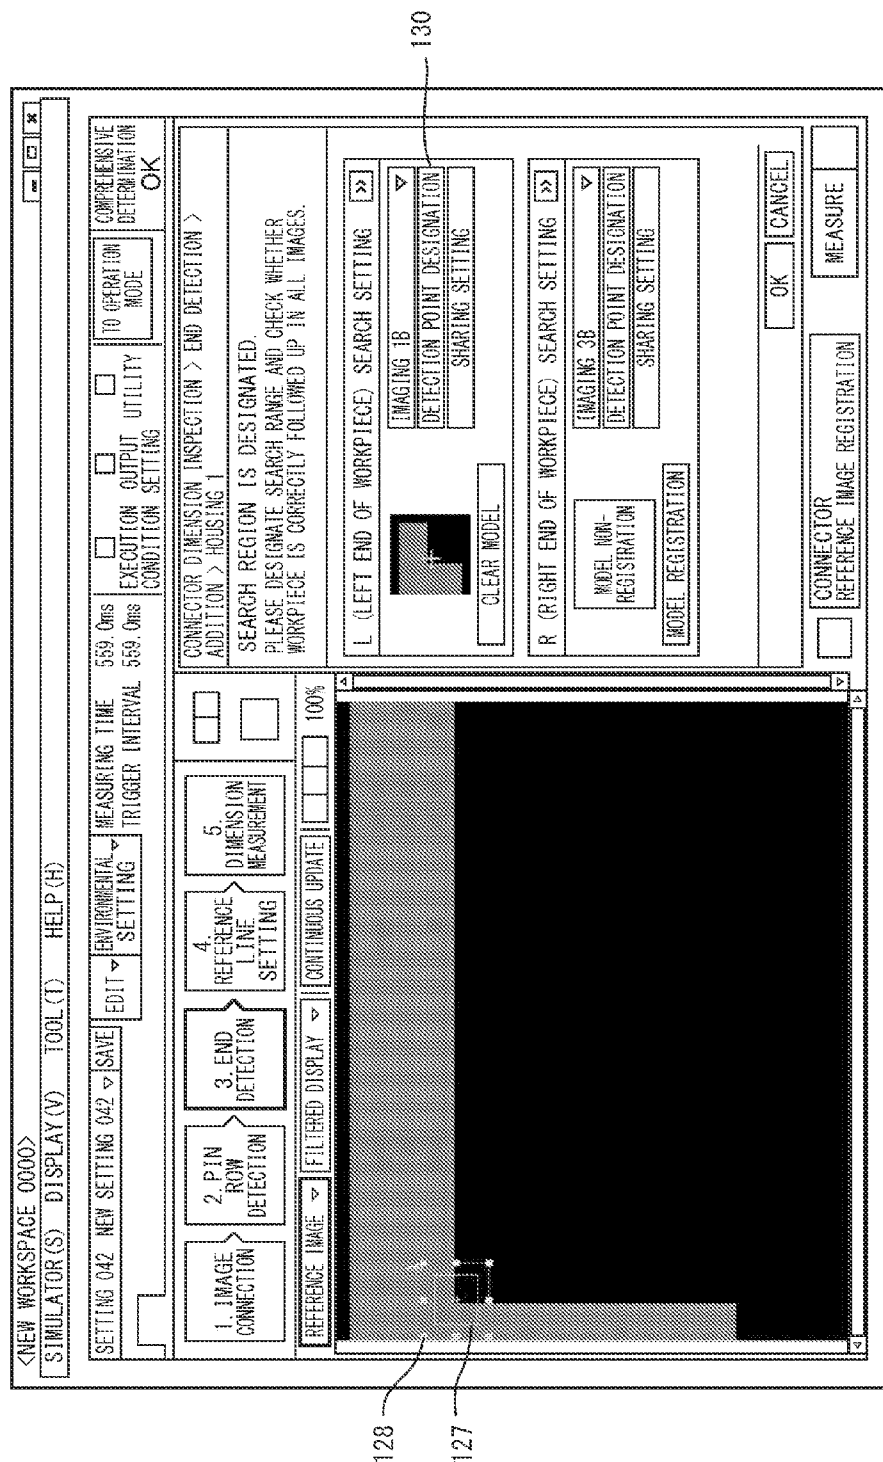 <NEW WORKSPACE 0000>
SIMULATOR(S) DISPLAY(V) TOOL(T) HELP(H)
SETTING 042 NEW SETTING 042 ▽ SAVE
EDIT ▽
ENVIRONMENTAL ▽
SETTING
MEASURING TIME 559.0ms
TRIGGER INTERVAL 559.0ms
EXECUTION OUTPUT UTILITY
CONDITION SETTING
TO OPERATION
MODE
COMPREHENSIVE
DETERMINATION
OK
1. IMAGE
CONNECTION
2. PIN
ROW
DETECTION
3. END
DETECTION
4.
REFERENCE
LINE
SETTING
5.
DIMENSION
MEASUREMENT
REFERENCE IMAGE ▽
FILTERED DISPLAY ▽
CONTINUOUS UPDATE
100%
CONNECTOR DIMENSION INSPECTION > END DETECTION >
ADDITION > HOUSING 1
SEARCH REGION IS DESIGNATED.
PLEASE DESIGNATE SEARCH RANGE AND CHECK WHETHER
WORKPIECE IS CORRECTLY FOLLOWED UP IN ALL IMAGES.
L (LEFT END OF WORKPIECE) SEARCH SETTING >>
IMAGING 1B ▽
DETECTION POINT DESIGNATION
SHARING SETTING
CLEAR MODEL
R (RIGHT END OF WORKPIECE) SEARCH SETTING >>
MODEL NON-
REGISTRATION
IMAGING 3B ▽
DETECTION POINT DESIGNATION
SHARING SETTING
MODEL REGISTRATION
OK
CANCEL
CONNECTOR
REFERENCE IMAGE REGISTRATION
MEASURE
128
127
130